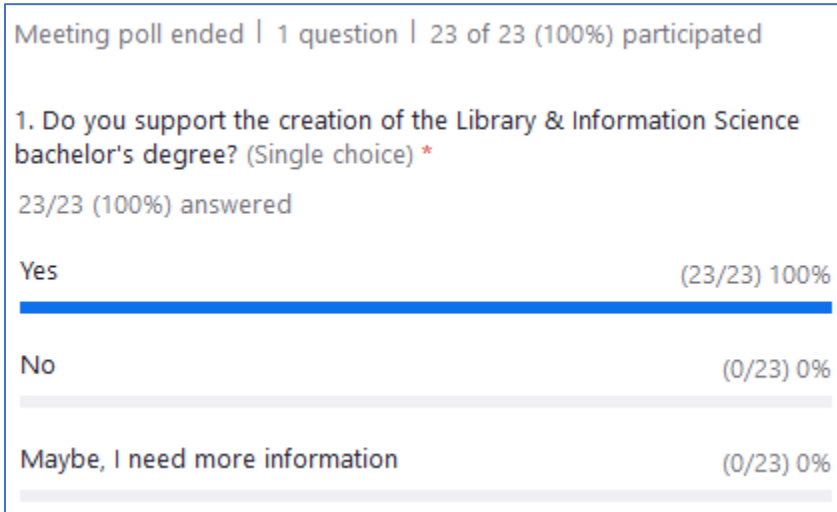 Meeting poll ended | 1 question | 23 of 23 (100%) participated
1. Do you support the creation of the Library & Information Science
bachelor's degree? (Single choice) *
23/23 (100%) answered
Yes (23/23) 100%
No (0/23) 0%
Maybe, I need more information (0/23) 0%